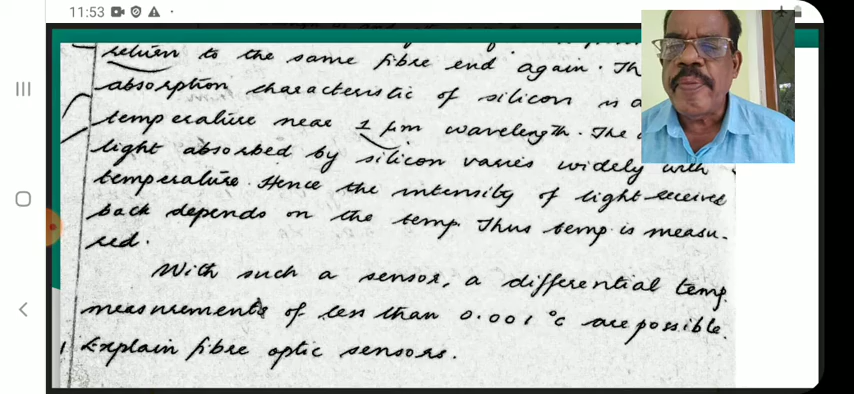 11:53
return to the same fibre end again. Th
absorption characteristic of silicon is a
temperature near 1 μm wavelength. The
light absorbed by silicon varies widely with
temperature. Hence the intensity of light received
back depends on the temp. Thus temp. is measu-
red.
With such a sensor, a differential temp.
measurements of less than 0.001 °c are possible.
Explain fibre optic sensors.